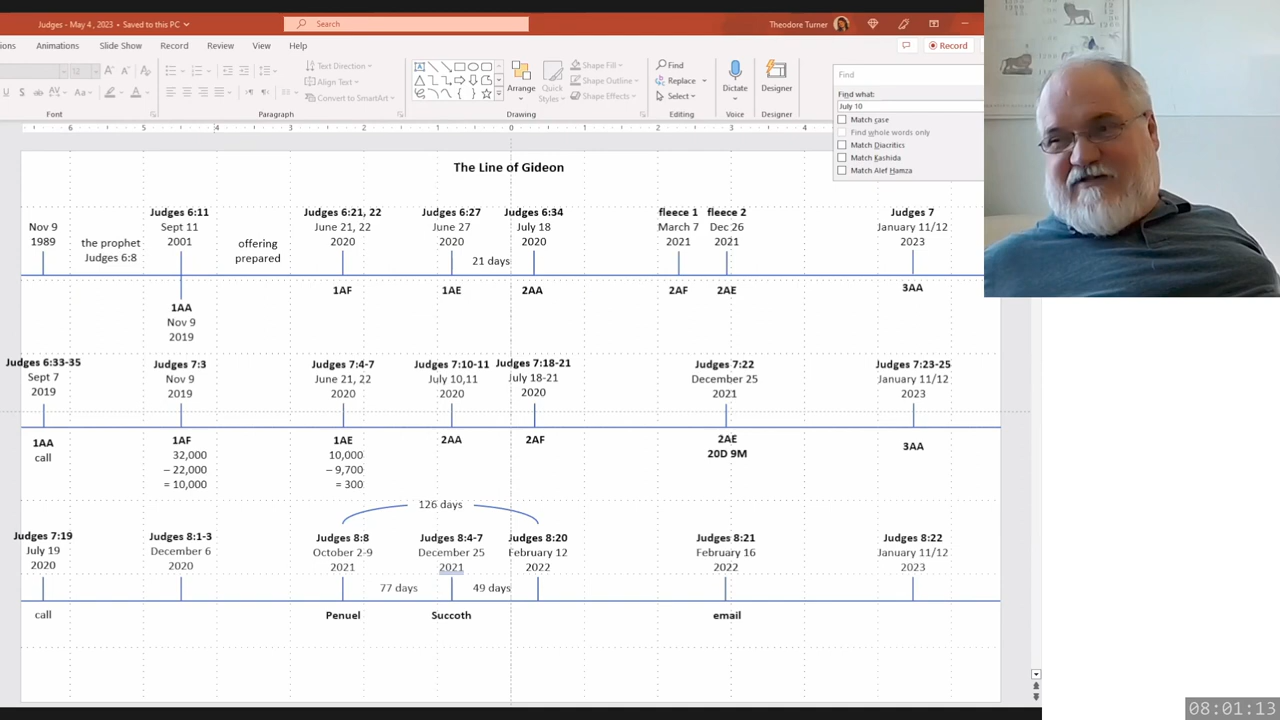 Judges - May 4 , 2023 • Saved to this PC
Search
Theodore Turner
ions Animations Slide Show Record Review View Help
Record
12
Text Direction
Align Text
Convert to SmartArt
Arrange
Quick Styles
Shape Fill
Shape Outline
Shape Effects
Find
Replace
Select
Dictate
Designer
Font
Paragraph
Drawing
Editing
Designer
Find
Find what:
July 10
Match case
Find whole words only
Match Diacritics
Match Kashida
Match Alef Hamza
6 5 4 3 2 1 0 2 3 4
The Line of Gideon
Judges 6:11 Judges 6:21, 22 Judges 6:27 Judges 6:34 fleece 1 fleece 2 Judges 7
Nov 9 Sept 11 June 21, 22 June 27 July 18 March 7 Dec 26 January 11/12
1989 the prophet 2001 offering 2020 2020 2020 2021 2021 2023
Judges 6:8 prepared 21 days
1AF 1AE 2AA 2AF 2AE 3AA
1AA
Nov 9
2019
Judges 6:33-35 Judges 7:3 Judges 7:4-7 Judges 7:10-11 Judges 7:18-21 Judges 7:22 Judges 7:23-25
Sept 7 Nov 9 June 21, 22 July 10,11 July 18-21 December 25 January 11/12
2019 2019 2020 2020 2020 2021 2023
1AA 1AF 1AE 2AA 2AF 2AE 3AA
call 32,000 10,000 20D 9M
– 22,000 – 9,700
= 10,000 = 300
126 days
Judges 7:19 Judges 8:1-3 Judges 8:8 Judges 8:4-7 Judges 8:20 Judges 8:21 Judges 8:22
July 19 December 6 October 2-9 December 25 February 12 February 16 January 11/12
2020 2020 2021 2021 2022 2022 2023
77 days 49 days
call Penuel Succoth email
08:01:13